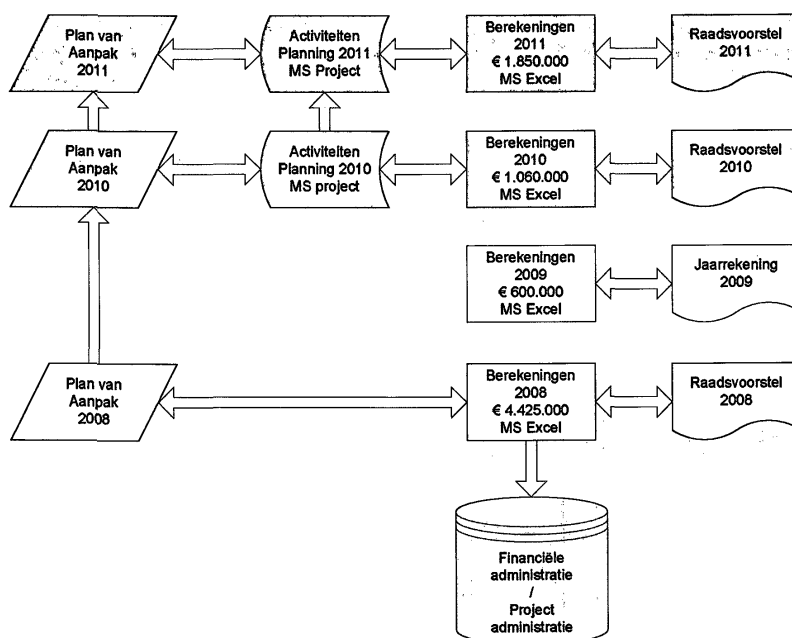 Plan van
Aanpak
2011
Activiteiten
Planning 2011
MS Project
Berekeningen
2011
€ 1.850.000
MS Excel
Raadsvoorstel
2011
Plan van
Aanpak
2010
Activiteiten
Planning 2010
MS project
Berekeningen
2010
€ 1.060.000
MS Excel
Raadsvoorstel
2010
Berekeningen
2009
€ 600.000
MS Excel
Jaarrekening
2009
Plan van
Aanpak
2008
Berekeningen
2008
€ 4.425.000
MS Excel
Raadsvoorstel
2008
Financiële
administratie
/
Project
administratie